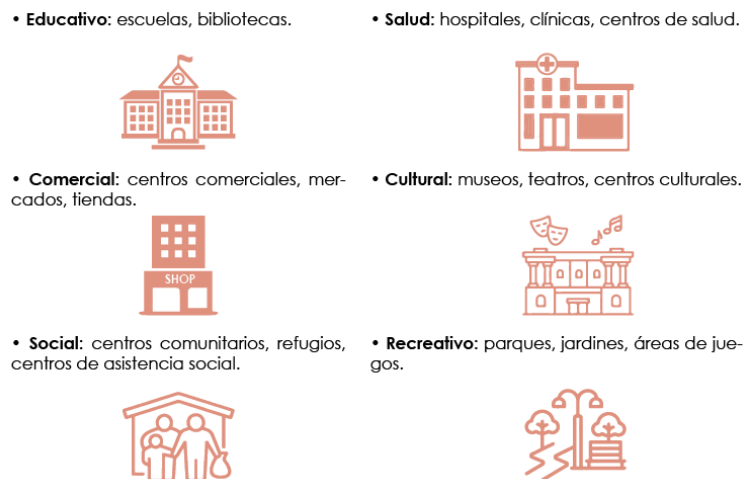 • Educativo: escuelas, bibliotecas.
• Salud: hospitales, clínicas, centros de salud.
• Comercial: centros comerciales, mer-
cados, tiendas.
• Cultural: museos, teatros, centros culturales.
SHOP
• Social: centros comunitarios, refugios,
centros de asistencia social.
• Recreativo: parques, jardines, áreas de jue-
gos.